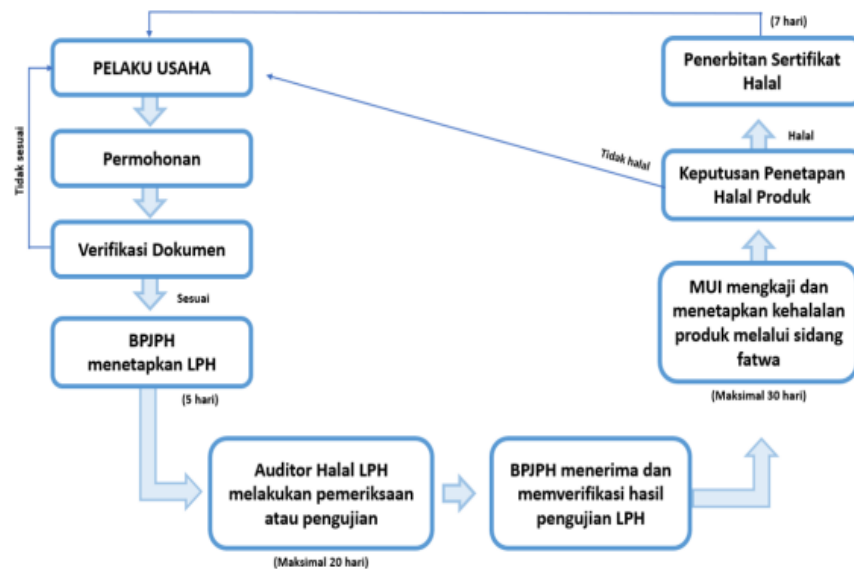 PELAKU USAHA
Tidak sesuai
Permohonan
Verifikasi Dokumen
Sesuai
BPJPH
menetapkan LPH
(5 hari)
Auditor Halal LPH
melakukan pemeriksaan
atau pengujian
(Maksimal 20 hari)
BPJPH menerima dan
memverifikasi hasil
pengujian LPH
MUI mengkaji dan
menetapkan kehalalan
produk melalui sidang
fatwa
(Maksimal 30 hari)
Keputusan Penetapan
Halal Produk
Tidak halal
Halal
Penerbitan Sertifikat
Halal
(7 hari)